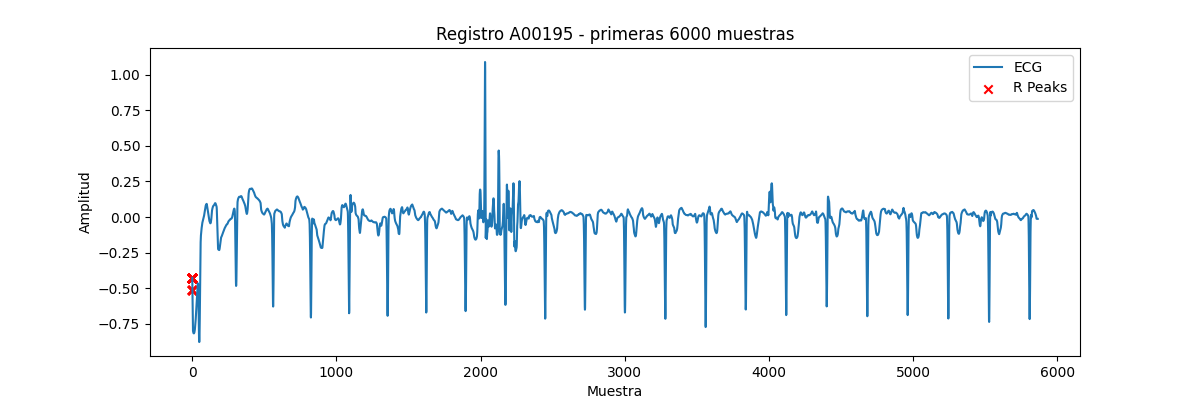 Registro A00195 - primeras 6000 muestras
ECG
R Peaks
Amplitud
1.00
0.75
0.50
0.25
0.00
−0.25
−0.50
−0.75
0 1000 2000 3000 4000 5000 6000
Muestra